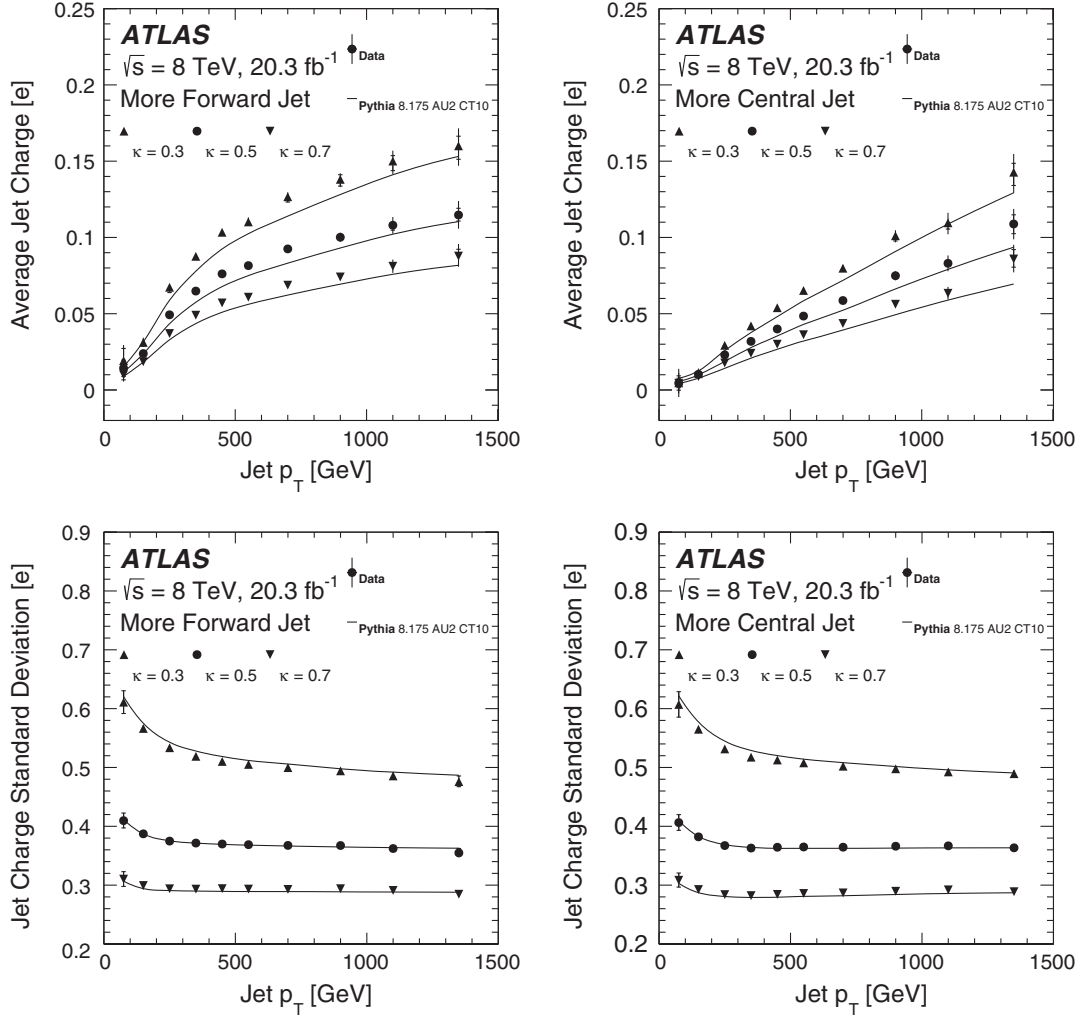 ATLAS
√s = 8 TeV, 20.3 fb⁻¹
Data
More Forward Jet
Pythia 8.175 AU2 CT10
κ = 0.3 κ = 0.5 κ = 0.7
Average Jet Charge [e]
0.25
0.2
0.15
0.1
0.05
0
0 500 1000 1500
Jet p_T [GeV]
ATLAS
√s = 8 TeV, 20.3 fb⁻¹
Data
More Central Jet
Pythia 8.175 AU2 CT10
κ = 0.3 κ = 0.5 κ = 0.7
Average Jet Charge [e]
0.25
0.2
0.15
0.1
0.05
0
0 500 1000 1500
Jet p_T [GeV]
ATLAS
√s = 8 TeV, 20.3 fb⁻¹
Data
More Forward Jet
Pythia 8.175 AU2 CT10
κ = 0.3 κ = 0.5 κ = 0.7
Jet Charge Standard Deviation [e]
0.9
0.8
0.7
0.6
0.5
0.4
0.3
0.2
0 500 1000 1500
Jet p_T [GeV]
ATLAS
√s = 8 TeV, 20.3 fb⁻¹
Data
More Central Jet
Pythia 8.175 AU2 CT10
κ = 0.3 κ = 0.5 κ = 0.7
Jet Charge Standard Deviation [e]
0.9
0.8
0.7
0.6
0.5
0.4
0.3
0.2
0 500 1000 1500
Jet p_T [GeV]